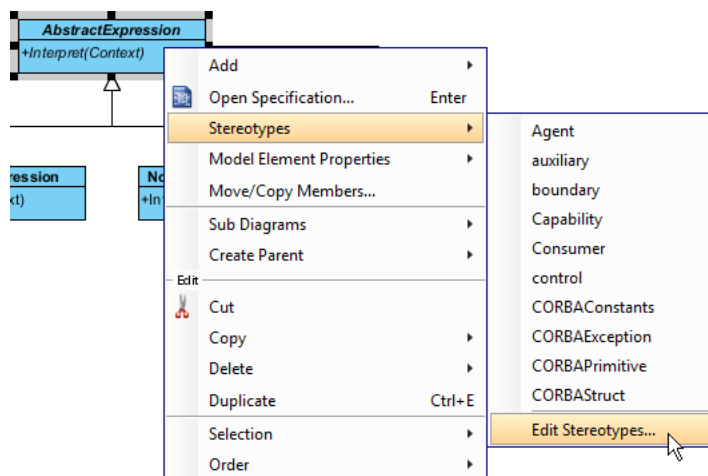 AbstractExpression
+Interpret(Context)
Add
Open Specification... Enter
Stereotypes
Model Element Properties
Move/Copy Members...
Sub Diagrams
Create Parent
Edit
Cut
Copy
Delete
Duplicate Ctrl+E
Selection
Order
Agent
auxiliary
boundary
Capability
Consumer
control
CORBAConstants
CORBAException
CORBAPrimitive
CORBAStruct
Edit Stereotypes...
ression
xt)
No
+In